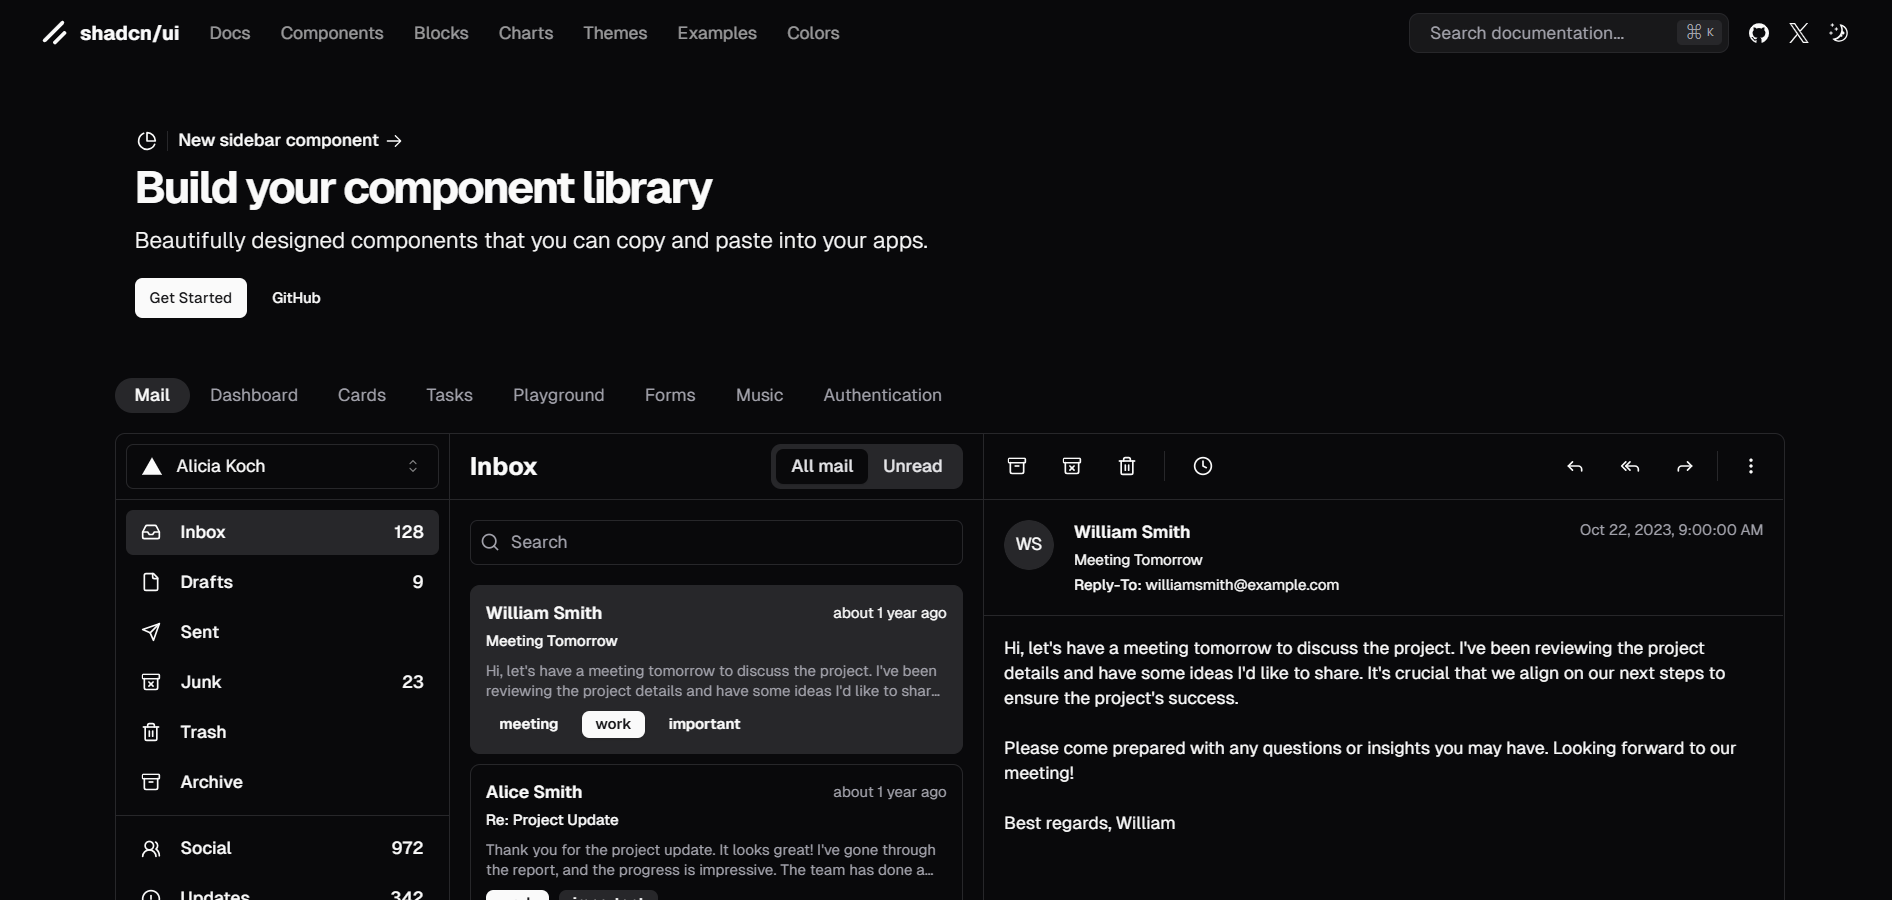 shadcn/ui Docs Components Blocks Charts Themes Examples Colors Search documentation... ⌘ K
New sidebar component →
Build your component library
Beautifully designed components that you can copy and paste into your apps.
Get Started GitHub
Mail Dashboard Cards Tasks Playground Forms Music Authentication
Alicia Koch
Inbox 128
Drafts 9
Sent
Junk 23
Trash
Archive
Social 972
Updates 342
Inbox All mail Unread
Search
William Smith about 1 year ago
Meeting Tomorrow
Hi, let's have a meeting tomorrow to discuss the project. I've been
reviewing the project details and have some ideas I'd like to shar...
meeting work important
Alice Smith about 1 year ago
Re: Project Update
Thank you for the project update. It looks great! I've gone through
the report, and the progress is impressive. The team has done a...
WS
William Smith Oct 22, 2023, 9:00:00 AM
Meeting Tomorrow
Reply-To: williamsmith@example.com
Hi, let's have a meeting tomorrow to discuss the project. I've been reviewing the project
details and have some ideas I'd like to share. It's crucial that we align on our next steps to
ensure the project's success.
Please come prepared with any questions or insights you may have. Looking forward to our
meeting!
Best regards, William